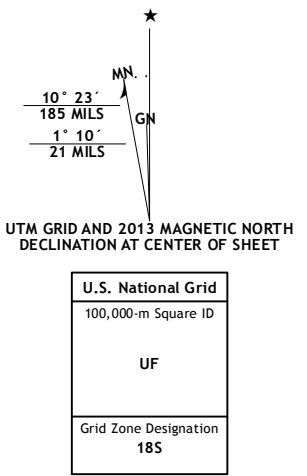 ★
MN
10° 23´
185 MILS
GN
1° 10´
21 MILS
UTM GRID AND 2013 MAGNETIC NORTH
DECLINATION AT CENTER OF SHEET
U.S. National Grid
100,000-m Square ID
UF
Grid Zone Designation
18S